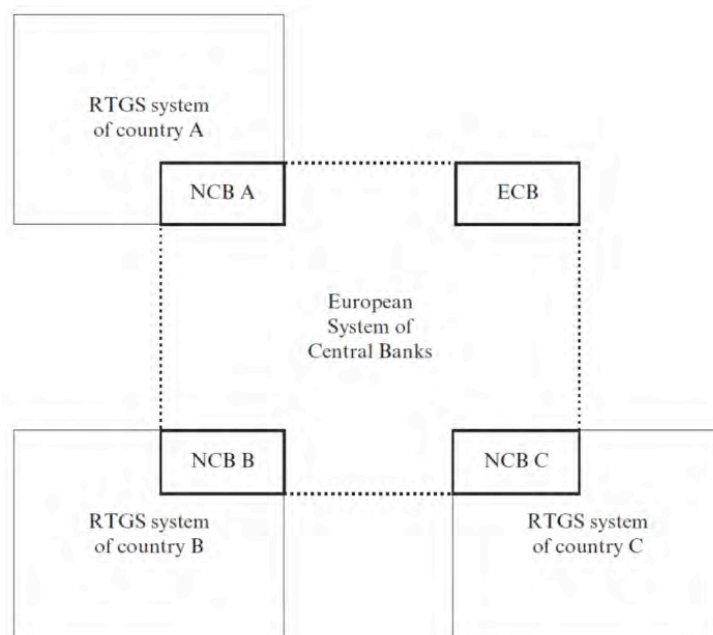 RTGS system
of country A
NCB A
ECB
European
System of
Central Banks
NCB B
NCB C
RTGS system
of country B
RTGS system
of country C